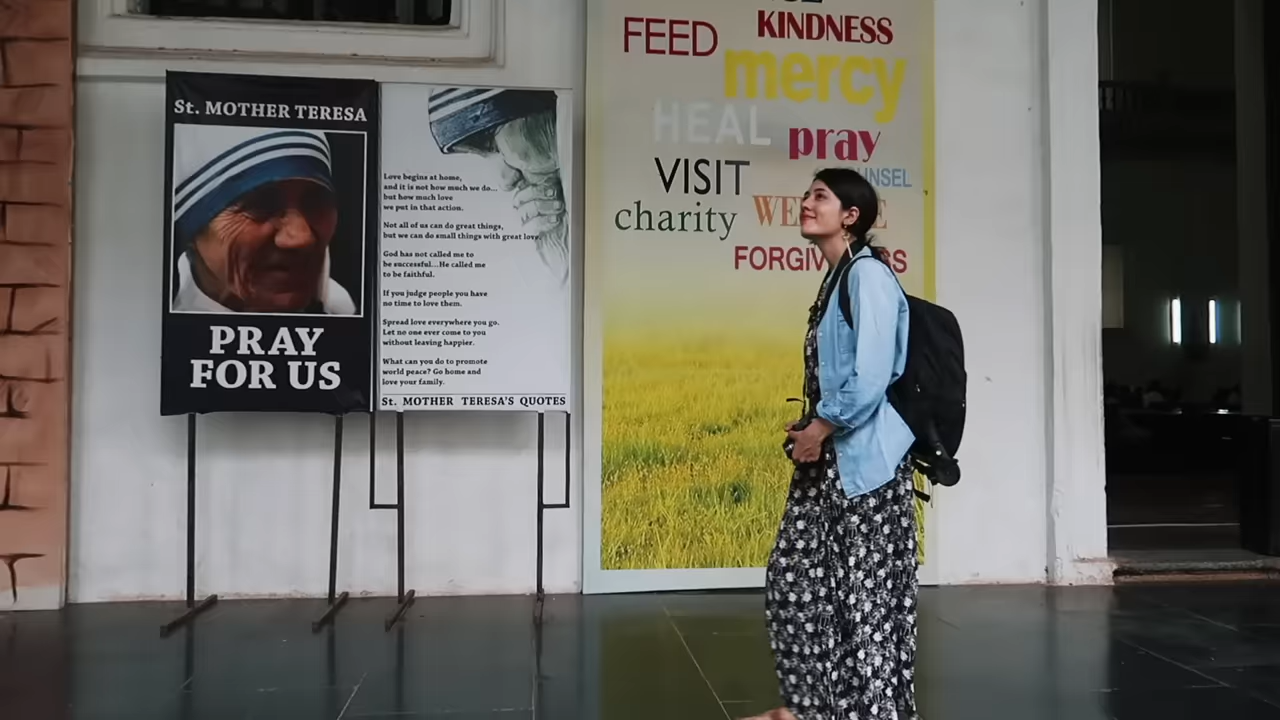 St. MOTHER TERESA
PRAY
FOR US
Love begins at home,
and it is not how much we do...
but how much love
we put in that action.
Not all of us can do great things,
but we can do small things with great love.
God has not called me to
be successful...He called me
to be faithful.
If you judge people you have
no time to love them.
Spread love everywhere you go.
Let no one ever come to you
without leaving happier.
What can you do to promote
world peace? Go home and
love your family.
St. MOTHER TERESA'S QUOTES
KINDNESS
FEED
mercy
HEAL
pray
VISIT
charity